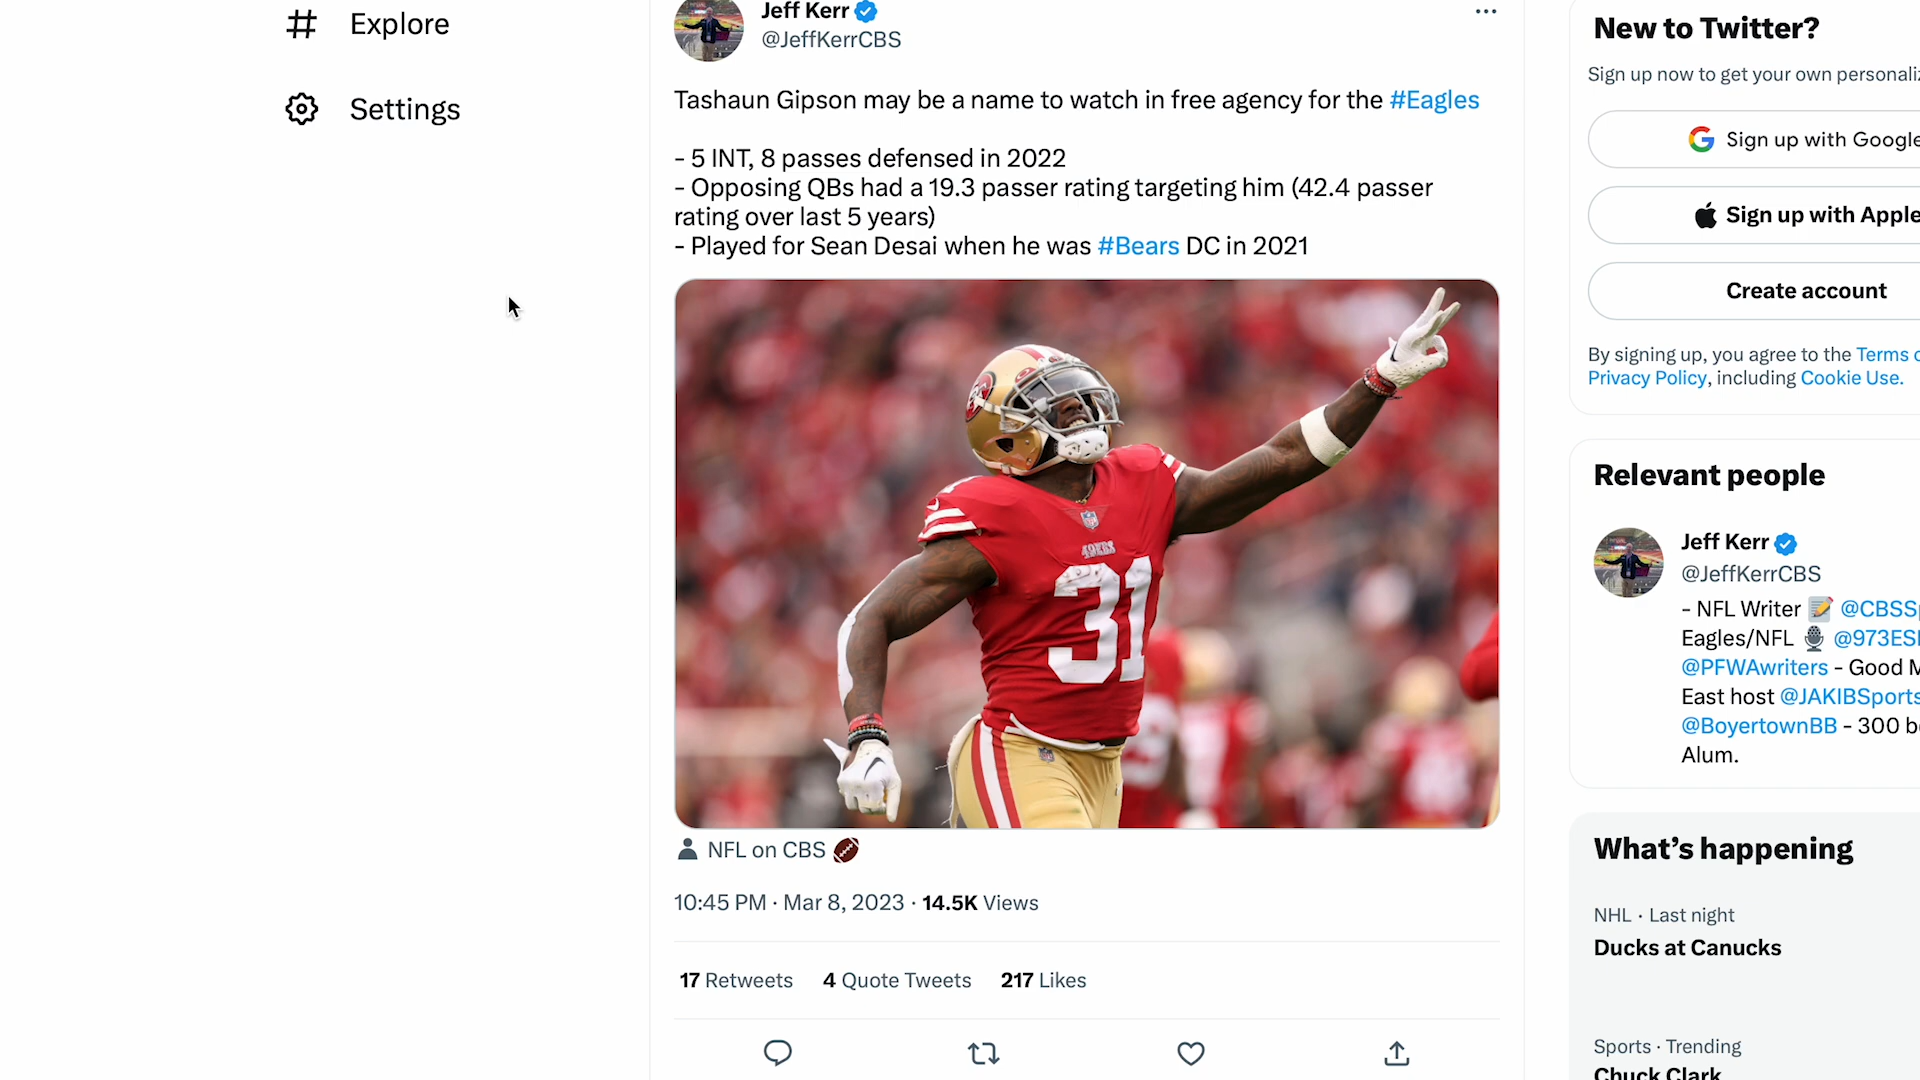 Explore
Settings
Jeff Kerr
@JeffKerrCBS
Tashaun Gipson may be a name to watch in free agency for the #Eagles
- 5 INT, 8 passes defensed in 2022
- Opposing QBs had a 19.3 passer rating targeting him (42.4 passer
rating over last 5 years)
- Played for Sean Desai when he was #Bears DC in 2021
49ERS
31
NFL on CBS
10:45 PM · Mar 8, 2023 · 14.5K Views
17 Retweets 4 Quote Tweets 217 Likes
New to Twitter?
Sign up now to get your own personaliz
Sign up with Google
Sign up with Apple
Create account
By signing up, you agree to the Terms o
Privacy Policy, including Cookie Use.
Relevant people
Jeff Kerr
@JeffKerrCBS
- NFL Writer @CBSSp
Eagles/NFL @973ESP
@PFWAwriters - Good M
East host @JAKIBSports
@BoyertownBB - 300 bo
Alum.
What's happening
NHL · Last night
Ducks at Canucks
Sports · Trending
Chuck Clark